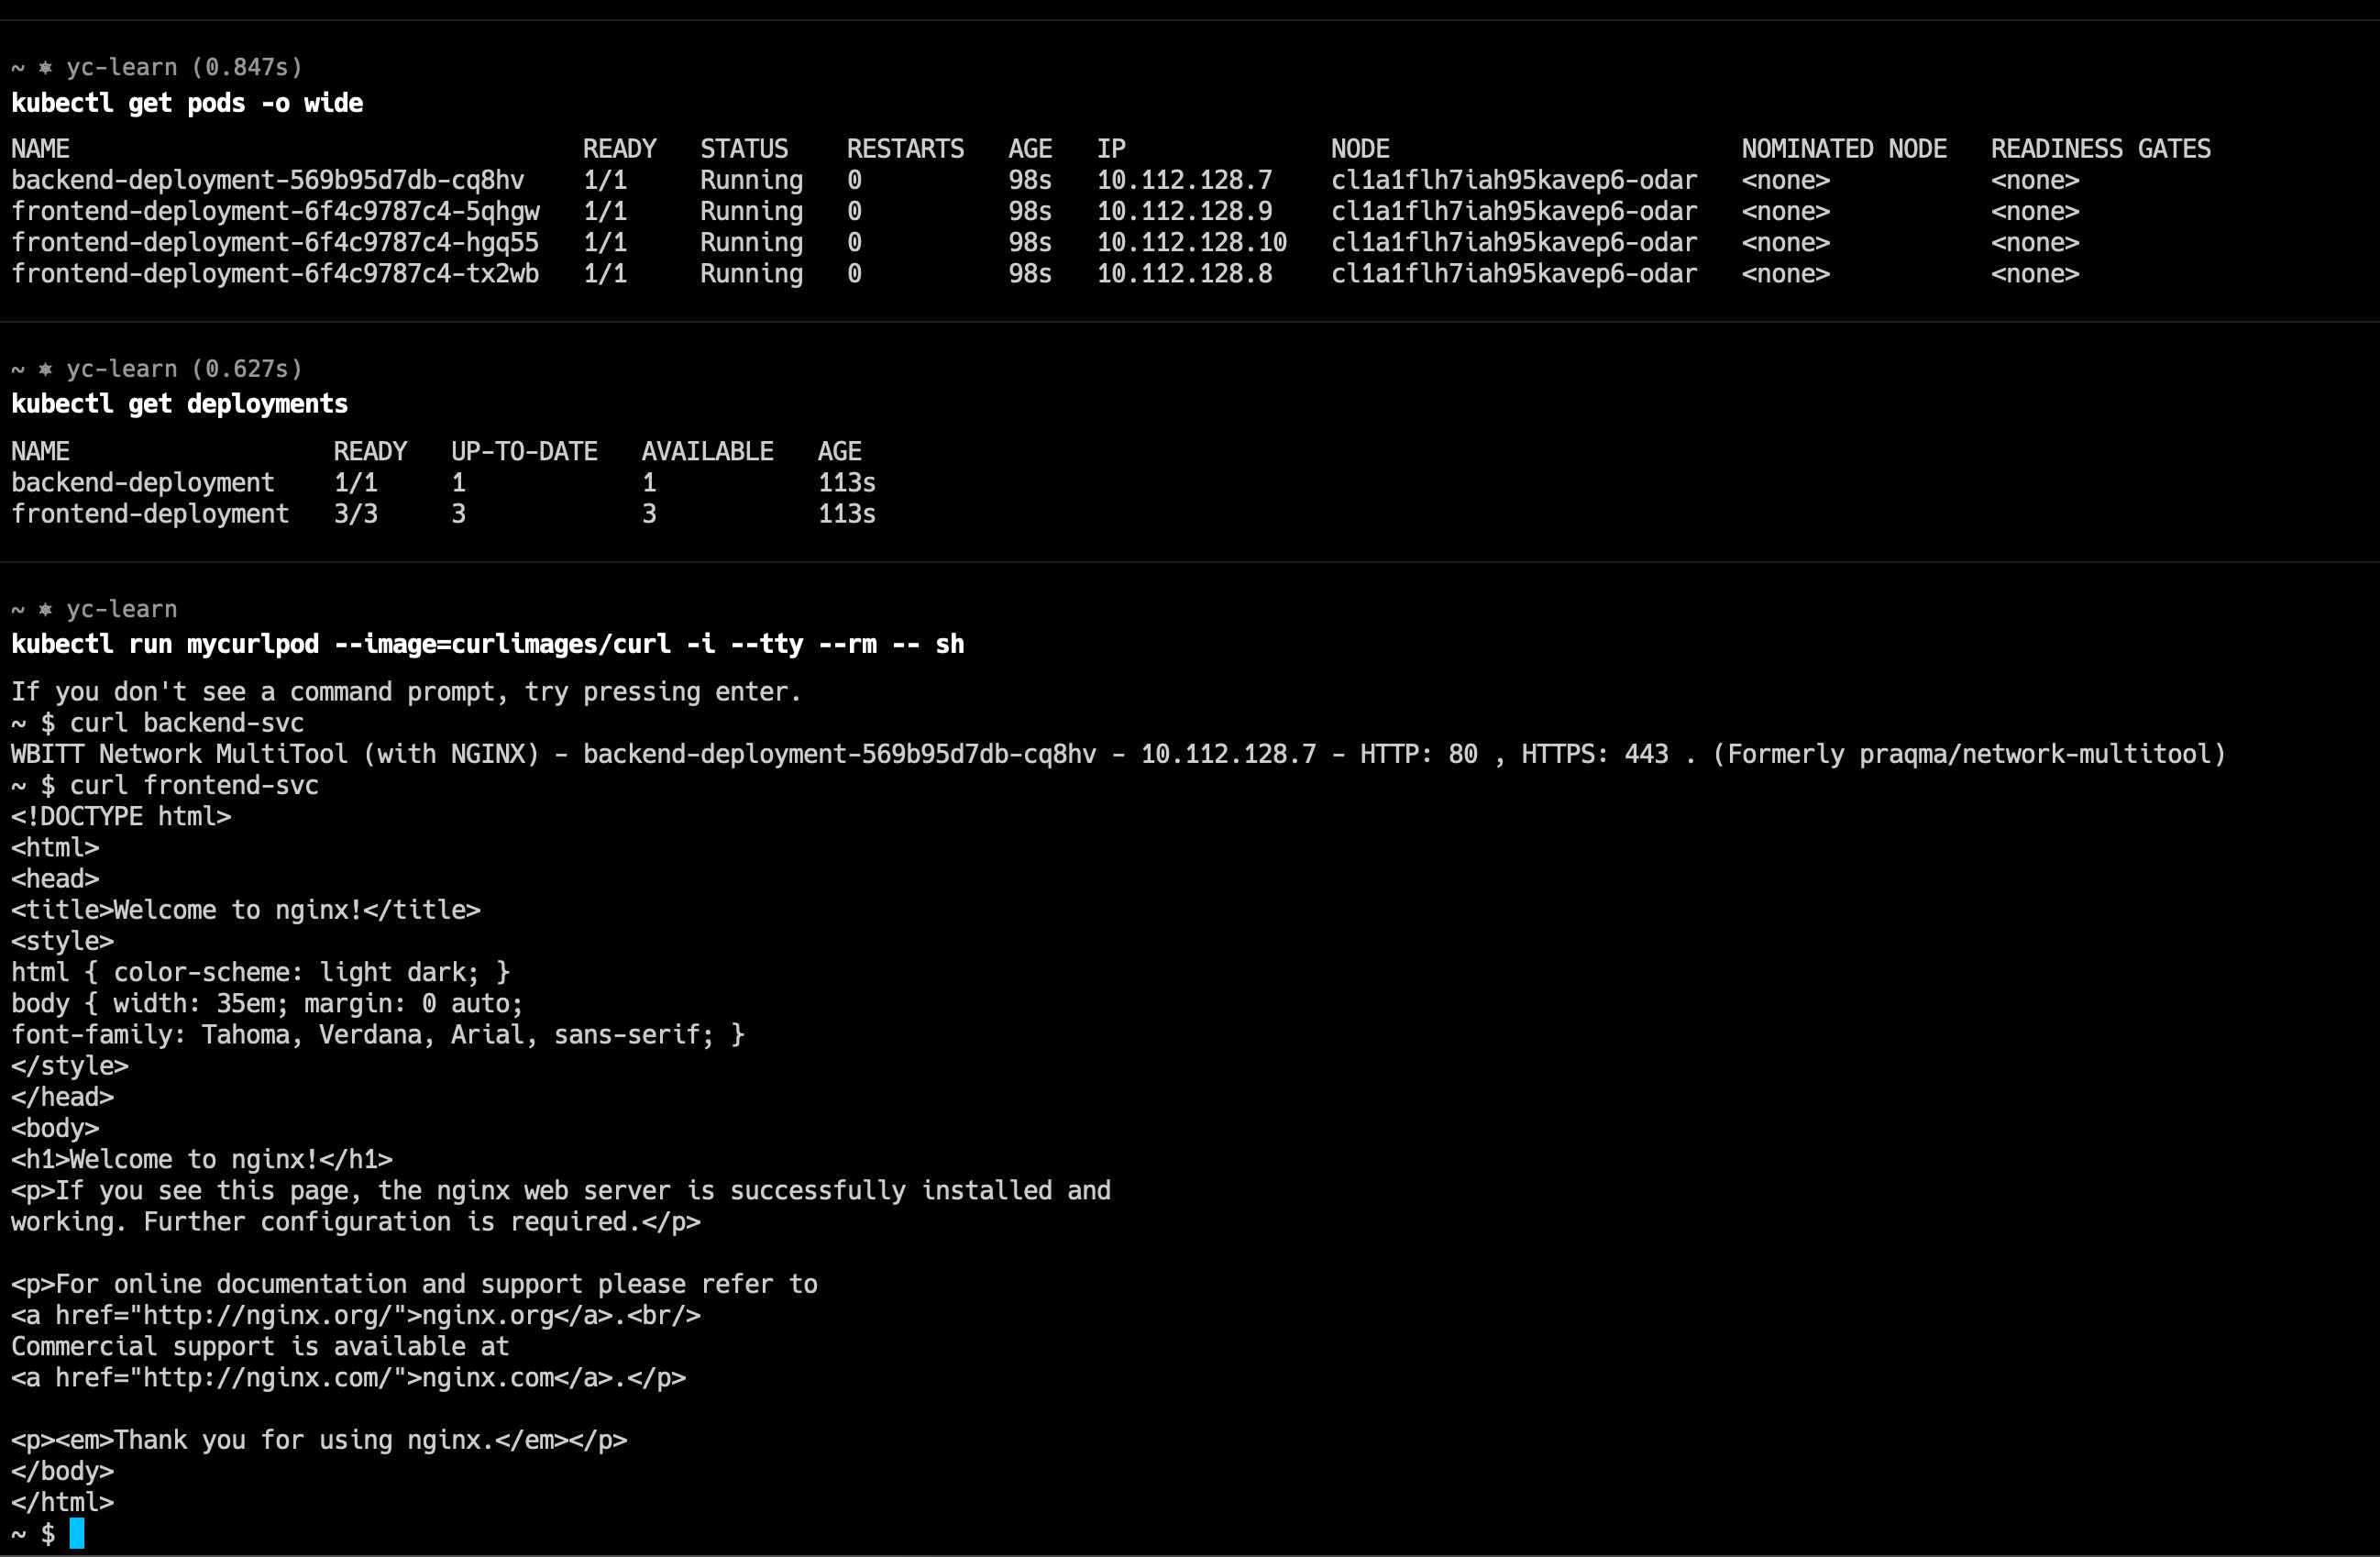 ~ ⎈ yc-learn (0.847s)
kubectl get pods -o wide
NAME                                   READY   STATUS    RESTARTS   AGE   IP              NODE                        NOMINATED NODE   READINESS GATES
backend-deployment-569b95d7db-cq8hv    1/1     Running   0          98s   10.112.128.7    cl1a1flh7iah95kavep6-odar   <none>           <none>
frontend-deployment-6f4c9787c4-5qhgw   1/1     Running   0          98s   10.112.128.9    cl1a1flh7iah95kavep6-odar   <none>           <none>
frontend-deployment-6f4c9787c4-hgq55   1/1     Running   0          98s   10.112.128.10   cl1a1flh7iah95kavep6-odar   <none>           <none>
frontend-deployment-6f4c9787c4-tx2wb   1/1     Running   0          98s   10.112.128.8    cl1a1flh7iah95kavep6-odar   <none>           <none>
~ ⎈ yc-learn (0.627s)
kubectl get deployments
NAME                  READY   UP-TO-DATE   AVAILABLE   AGE
backend-deployment    1/1     1            1           113s
frontend-deployment   3/3     3            3           113s
~ ⎈ yc-learn
kubectl run mycurlpod --image=curlimages/curl -i --tty --rm -- sh
If you don't see a command prompt, try pressing enter.
~ $ curl backend-svc
WBITT Network MultiTool (with NGINX) - backend-deployment-569b95d7db-cq8hv - 10.112.128.7 - HTTP: 80 , HTTPS: 443 . (Formerly praqma/network-multitool)
~ $ curl frontend-svc
<!DOCTYPE html>
<html>
<head>
<title>Welcome to nginx!</title>
<style>
html { color-scheme: light dark; }
body { width: 35em; margin: 0 auto;
font-family: Tahoma, Verdana, Arial, sans-serif; }
</style>
</head>
<body>
<h1>Welcome to nginx!</h1>
<p>If you see this page, the nginx web server is successfully installed and
working. Further configuration is required.</p>

<p>For online documentation and support please refer to
<a href="http://nginx.org/">nginx.org</a>.<br/>
Commercial support is available at
<a href="http://nginx.com/">nginx.com</a>.</p>

<p><em>Thank you for using nginx.</em></p>
</body>
</html>
~ $